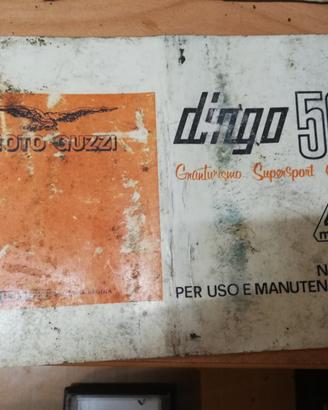 MOTO GUZZI
dingo 50
Granturismo Supersport
N
PER USO E MANUTEN